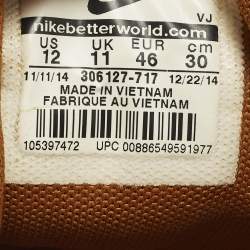 VJ
nikebetterworld.com
US UK EUR cm
12 11 46 30
11/11/14 306127-717 12/22/14
MADE IN VIETNAM
FABRIQUE AU VIETNAM
105397472 UPC 00886549591977